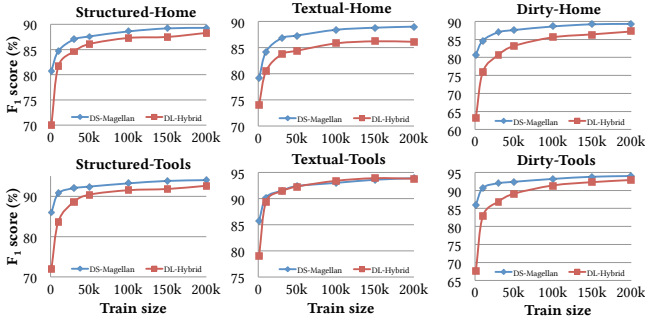 Structured-Home
Textual-Home
Dirty-Home
F1 score (%)
90
85
80
75
70
DS-Magellan
DL-Hybrid
0
50k
100k
150k
200k
90
85
80
75
70
DS-Magellan
DL-Hybrid
0
50k
100k
150k
200k
90
85
80
75
70
65
60
DS-Magellan
DL-Hybrid
0
50k
100k
150k
200k
Structured-Tools
Textual-Tools
Dirty-Tools
F1 score (%)
90
80
70
DS-Magellan
DL-Hybrid
0
50k
100k
150k
200k
95
90
85
80
75
DS-Magellan
DL-Hybrid
0
50k
100k
150k
200k
95
90
85
80
75
70
65
DS-Magellan
DL-Hybrid
0
50k
100k
150k
200k
Train size
Train size
Train size